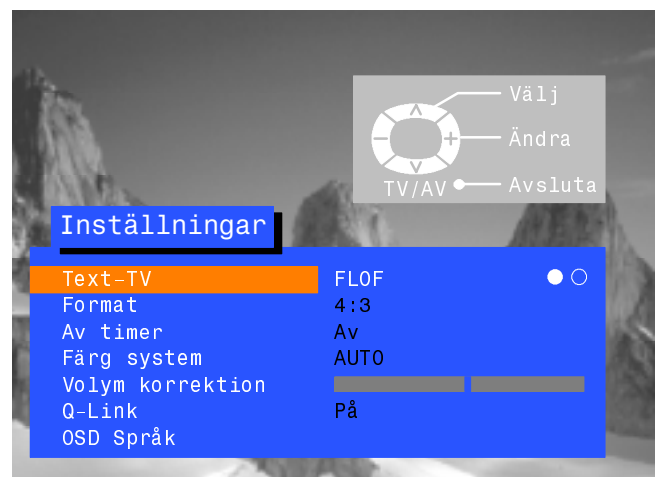 Välj
Ändra
TV/AV Avsluta
Inställningar
Text-TV FLOF
Format 4:3
Av timer Av
Färg system AUTO
Volym korrektion
Q-Link På
OSD Språk